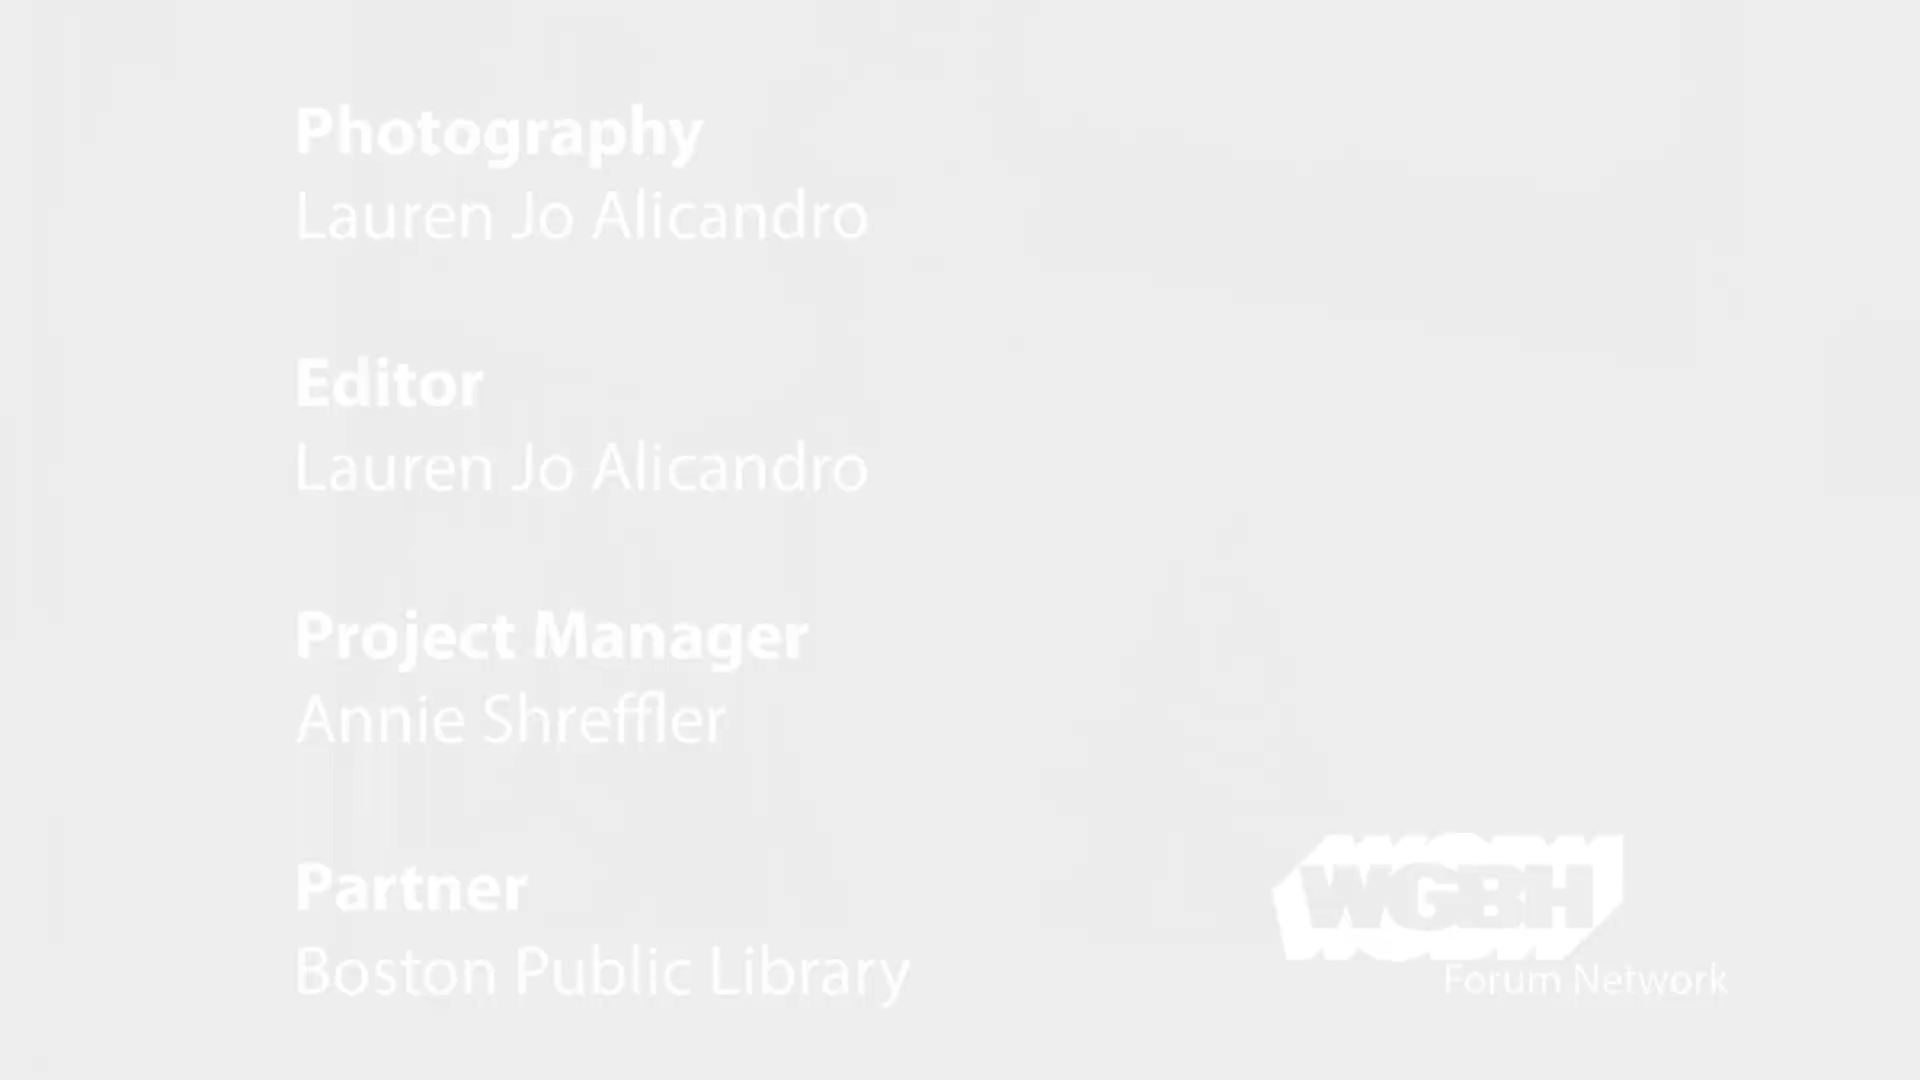 Photography
Lauren Jo Alicandro
Editor
Lauren Jo Alicandro
Project Manager
Annie Shreffler
Partner
Boston Public Library
WGBH
Forum Network